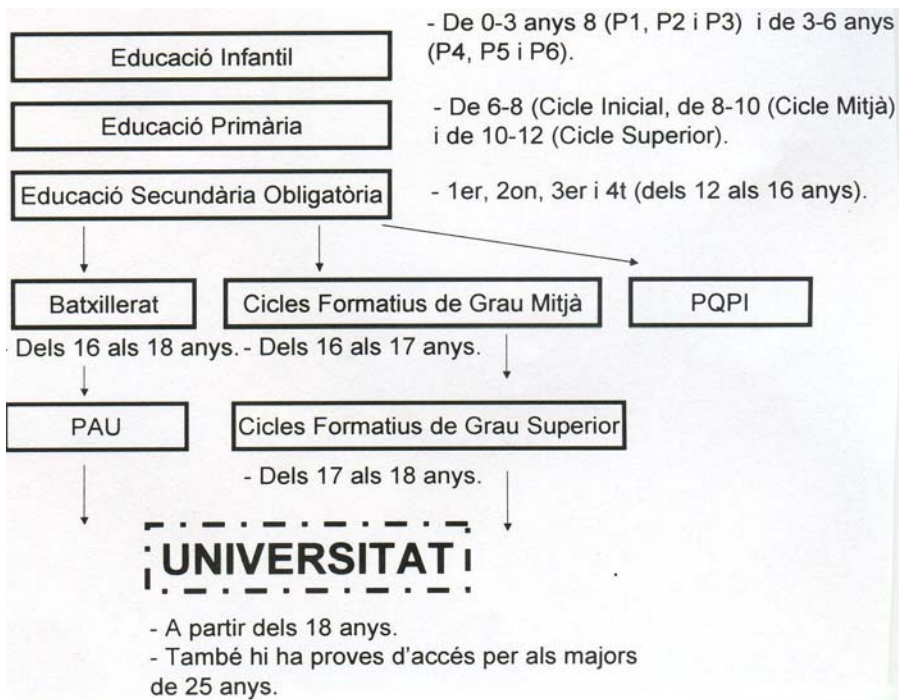 Educació Infantil
- De 0-3 anys 8 (P1, P2 i P3) i de 3-6 anys
(P4, P5 i P6).
Educació Primària
- De 6-8 (Cicle Inicial, de 8-10 (Cicle Mitjà)
i de 10-12 (Cicle Superior).
Educació Secundària Obligatòria
- 1er, 2on, 3er i 4t (dels 12 als 16 anys).
Batxillerat
Cicles Formatius de Grau Mitjà
PQPI
- Dels 16 als 18 anys.
- Dels 16 als 17 anys.
PAU
Cicles Formatius de Grau Superior
- Dels 17 als 18 anys.
UNIVERSITAT
- A partir dels 18 anys.
- També hi ha proves d'accés per als majors
de 25 anys.